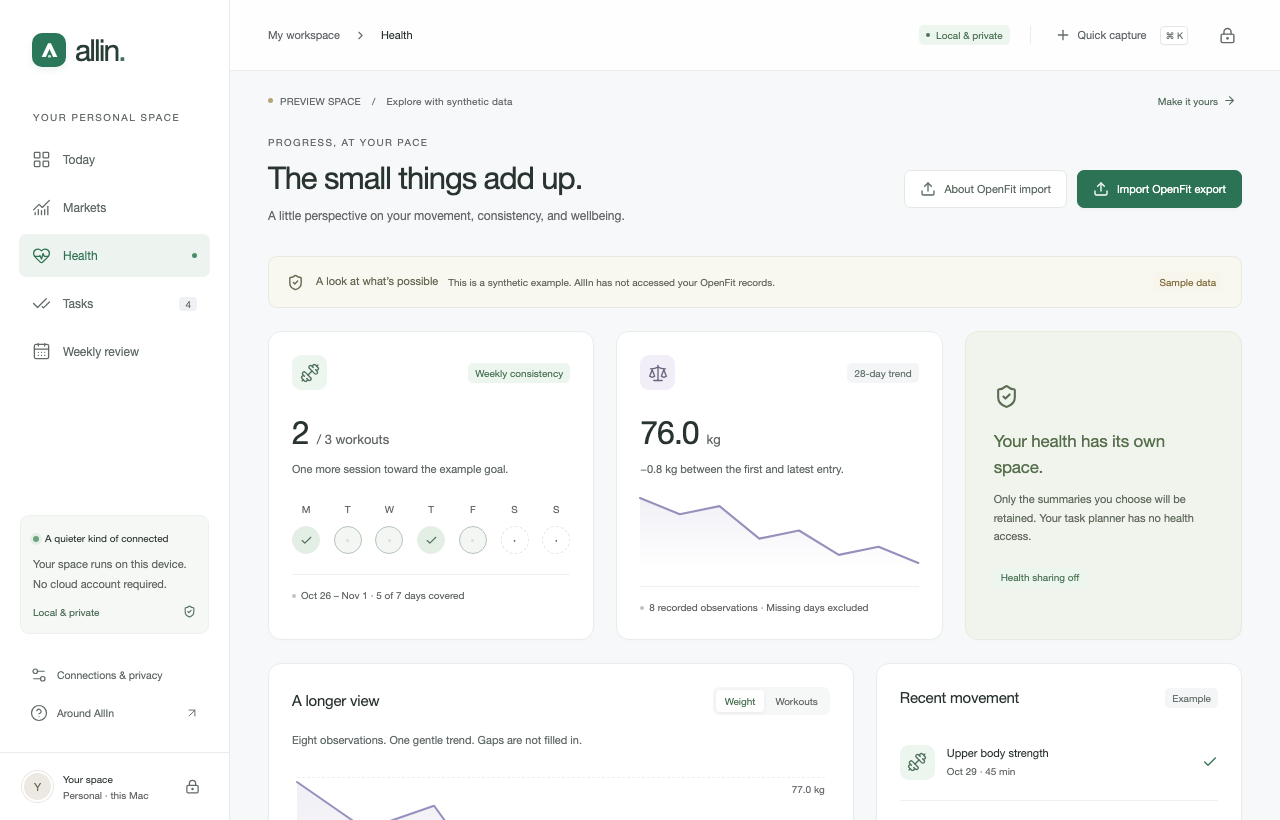 allin.
YOUR PERSONAL SPACE
Today
Markets
Health
Tasks
4
Weekly review
A quieter kind of connected
Your space runs on this device.
No cloud account required.
Local & private
Connections & privacy
Around AllIn
Y
Your space
Personal · this Mac
My workspace
Health
Local & private
Quick capture
⌘ K
PREVIEW SPACE / Explore with synthetic data
Make it yours
PROGRESS, AT YOUR PACE
The small things add up.
A little perspective on your movement, consistency, and wellbeing.
About OpenFit import
Import OpenFit export
A look at what's possible This is a synthetic example. AllIn has not accessed your OpenFit records.
Sample data
Weekly consistency
2 / 3 workouts
One more session toward the example goal.
M T W T F S S
Oct 26 – Nov 1 · 5 of 7 days covered
28-day trend
76.0 kg
−0.8 kg between the first and latest entry.
8 recorded observations · Missing days excluded
Your health has its own
space.
Only the summaries you choose will be
retained. Your task planner has no health
access.
Health sharing off
A longer view
Weight
Workouts
Eight observations. One gentle trend. Gaps are not filled in.
77.0 kg
Recent movement
Example
Upper body strength
Oct 29 · 45 min